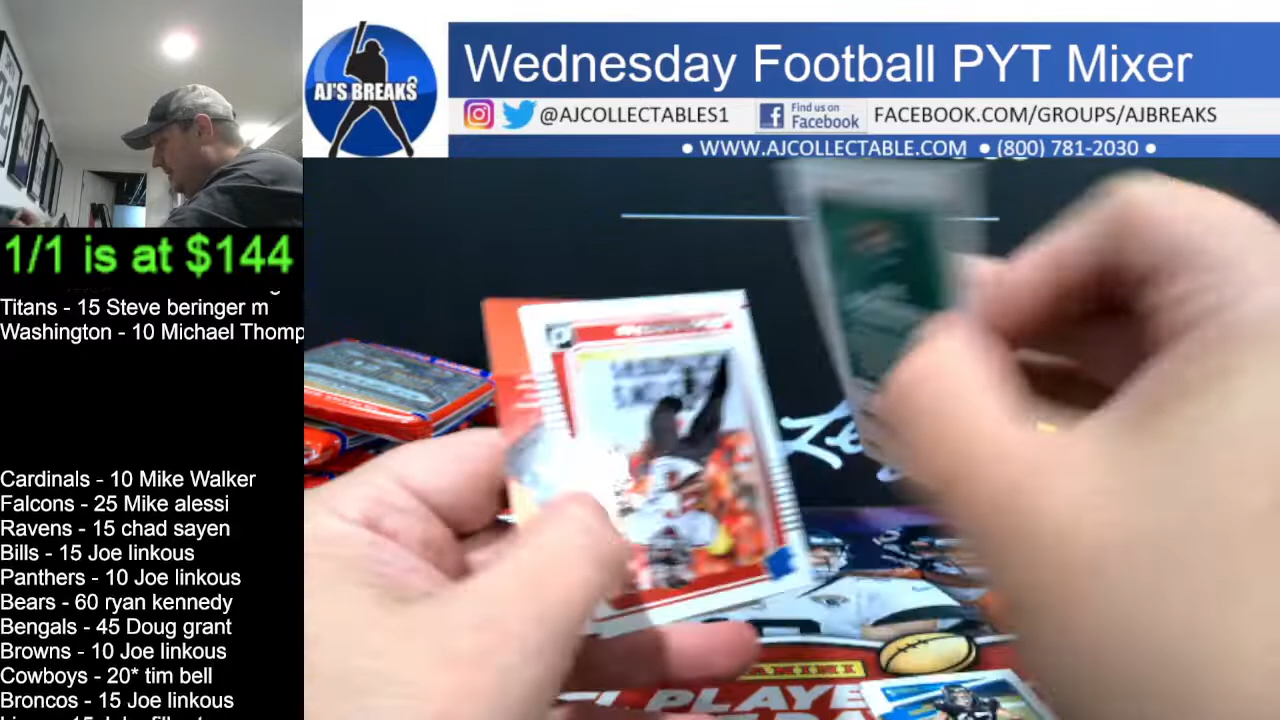 AJ'S BREAKS
Wednesday Football PYT Mixer
@AJCOLLECTABLES1
Find us on
Facebook
FACEBOOK.COM/GROUPS/AJBREAKS
• WWW.AJCOLLECTABLE.COM • (800) 781-2030 •
1/1 is at $144
Titans - 15 Steve beringer m
Washington - 10 Michael Thomp
Cardinals - 10 Mike Walker
Falcons - 25 Mike alessi
Ravens - 15 chad sayen
Bills - 15 Joe linkous
Panthers - 10 Joe linkous
Bears - 60 ryan kennedy
Bengals - 45 Doug grant
Browns - 10 Joe linkous
Cowboys - 20* tim bell
Broncos - 15 Joe linkous
PANINI